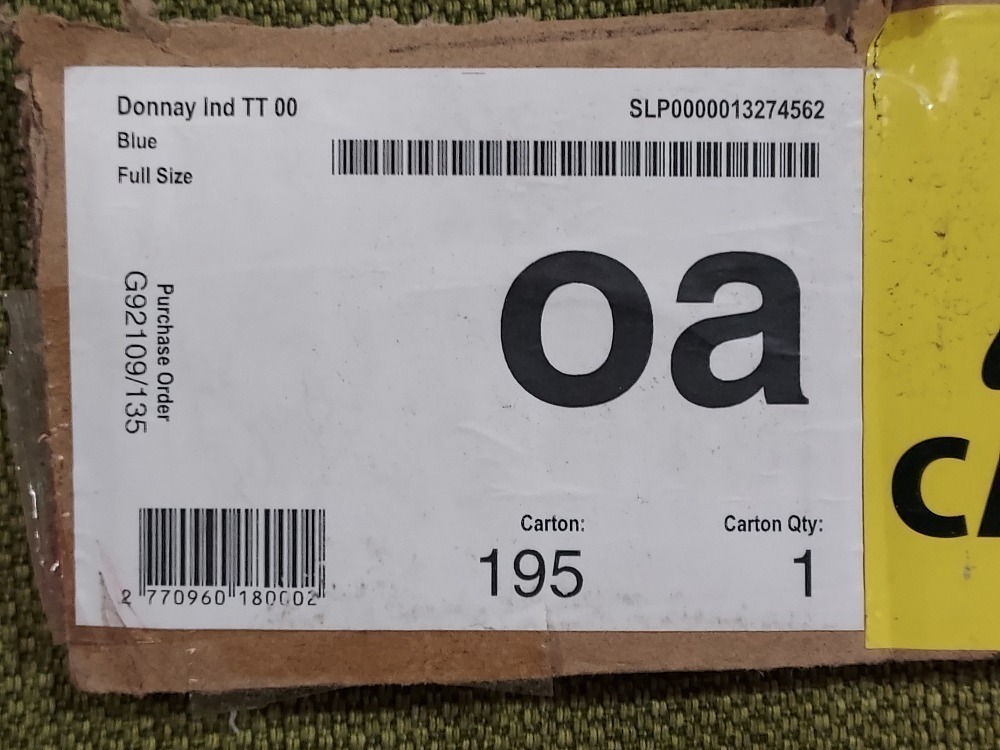 Donnay Ind TT 00
Blue
Full Size
SLP0000013274562
oa
Purchase Order
G92109/135
2 770960 180002
Carton:
195
Carton Qty:
1